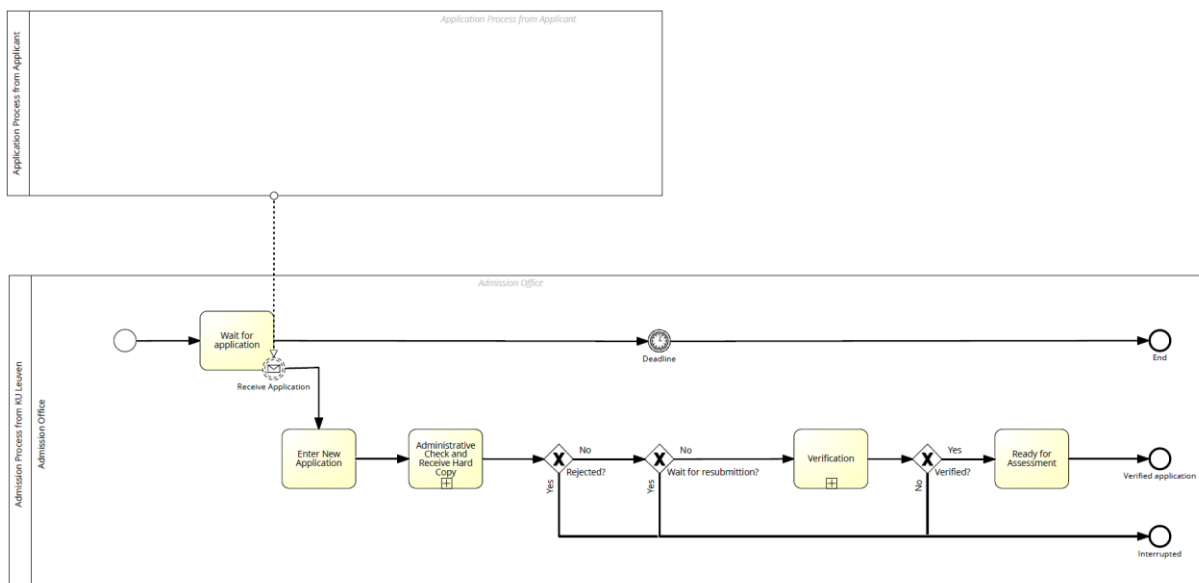 Application Process from Applicant
Application Process from Applicant
Admission Process from KU Leuven
Admission Office
Admission Office
Wait for
application
Receive Application
Deadline
End
Enter New
Application
Administrative
Check and
Receive Hard
Copy
No
Rejected?
Yes
No
Wait for resubmittion?
Yes
Verification
Yes
Verified?
No
Ready for
Assessment
Verified application
Interrupted